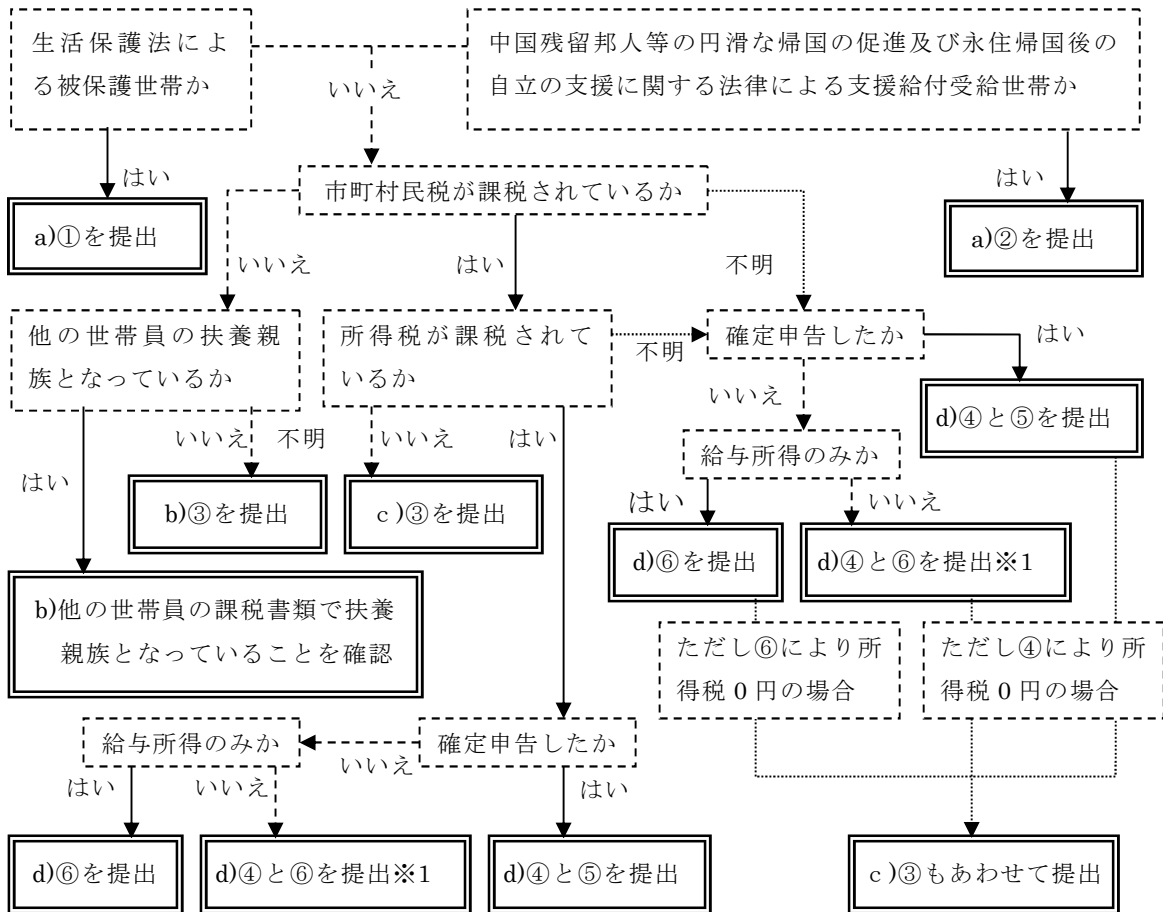 生活保護法によ
る被保護世帯か
中国残留邦人等の円滑な帰国の促進及び永住帰国後の
自立の支援に関する法律による支援給付受給世帯か
いいえ
はい
はい
市町村民税が課税されているか
a)①を提出
a)②を提出
いいえ
はい
不明
他の世帯員の扶養親
族となっているか
所得税が課税されて
いるか
不明
確定申告したか
はい
いいえ
d)④と⑤を提出
いいえ
不明
いいえ
はい
給与所得のみか
はい
b)③を提出
c)③を提出
はい
いいえ
d)⑥を提出
d)④と⑥を提出※1
b)他の世帯員の課税書類で扶養
親族となっていることを確認
ただし⑥により所
得税0円の場合
ただし④により所
得税0円の場合
給与所得のみか
いいえ
確定申告したか
はい
いいえ
はい
d)⑥を提出
d)④と⑥を提出※1
d)④と⑤を提出
c)③もあわせて提出